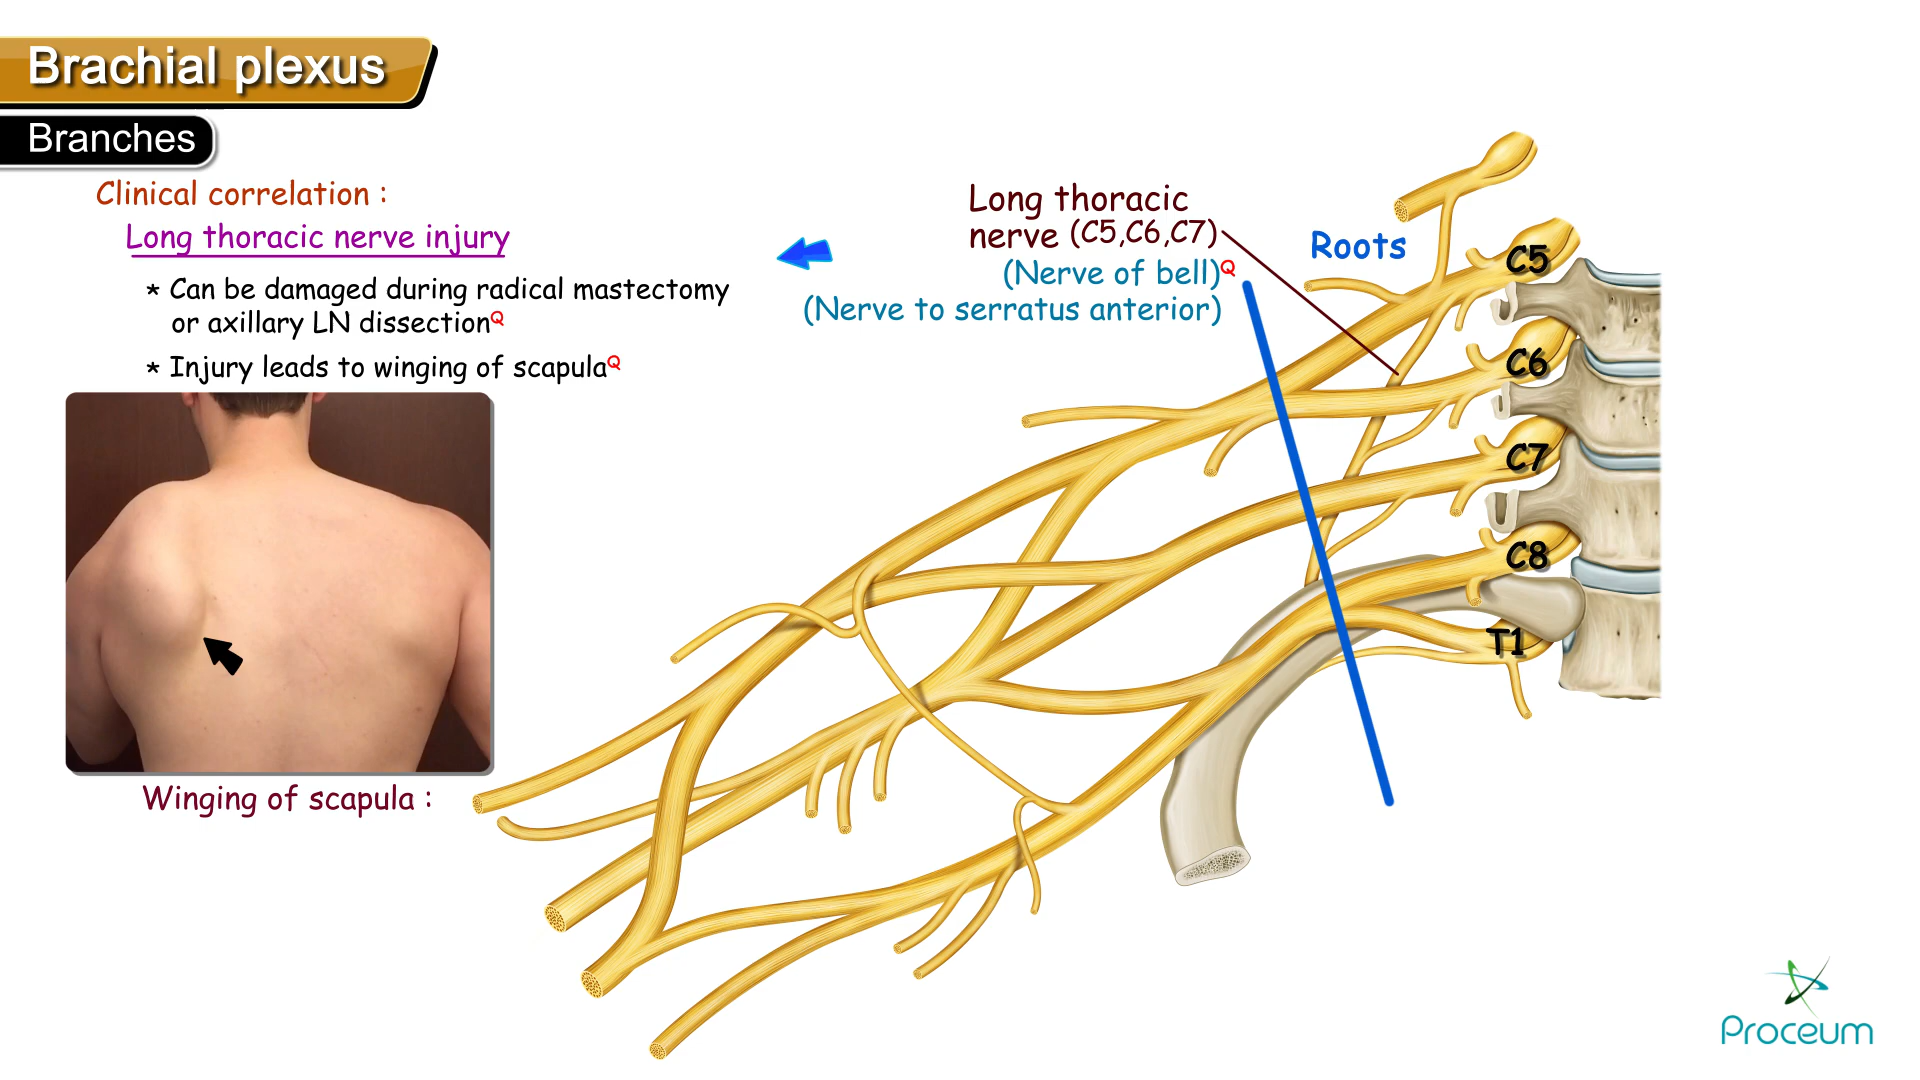 Brachial plexus
Branches
Clinical correlation :
Long thoracic nerve injury
* Can be damaged during radical mastectomy
or axillary LN dissectionQ
* Injury leads to winging of scapulaQ
Winging of scapula :
Long thoracic
nerve (C5,C6,C7)
(Nerve of bell)Q
(Nerve to serratus anterior)
Roots
C5
C6
C7
C8
T1
Proceum